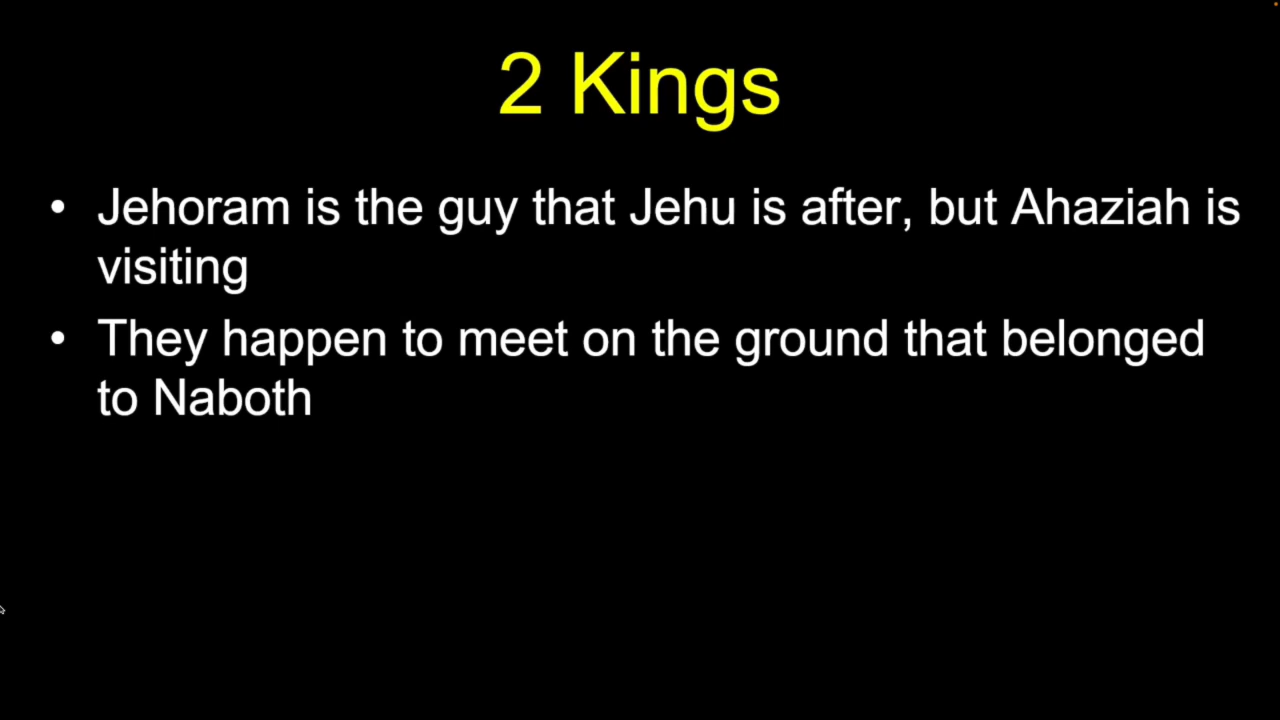 2 Kings
• Jehoram is the guy that Jehu is after, but Ahaziah is
visiting
• They happen to meet on the ground that belonged
to Naboth